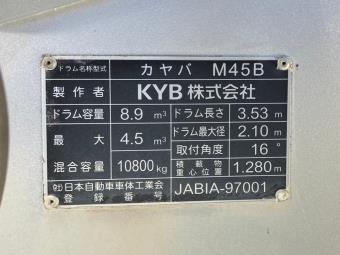 ドラム名称型式 カヤバ M45B
製作者 KYB株式会社
ドラム容量 8.9 m³ ドラム長さ 3.53 m
最大 4.5 m³ ドラム最大径 2.10 m
混合容量 10800 kg 取付角度 16°
積載物重心位置 1.280 m
㈳日本自動車車体工業会
登録番号 JABIA-97001